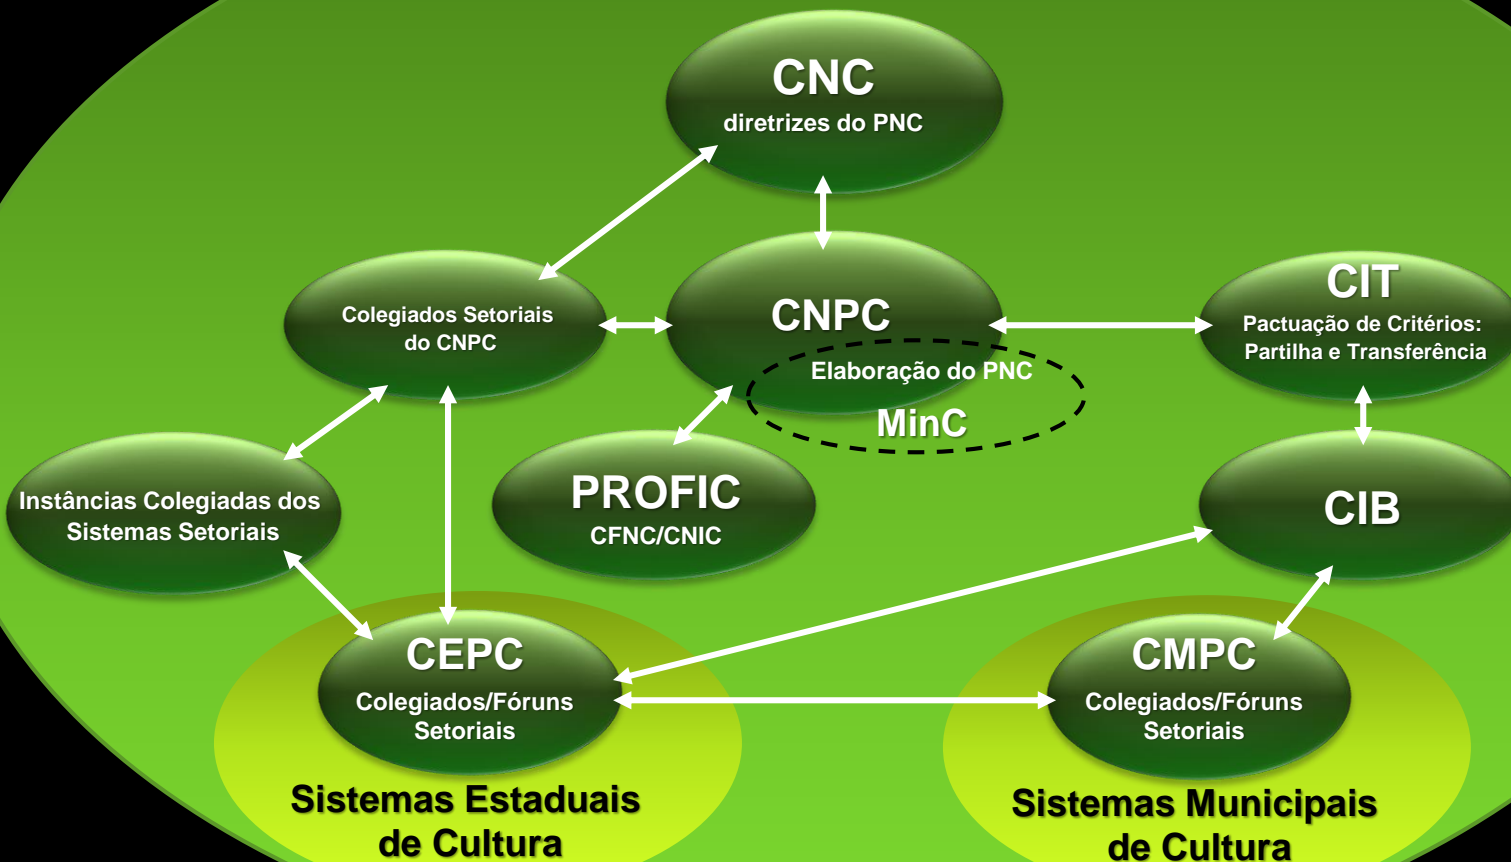 CNC
diretrizes do PNC
Colegiados Setoriais
do CNPC
CNPC
Elaboração do PNC
MinC
CIT
Pactuação de Critérios:
Partilha e Transferência
Instâncias Colegiadas dos
Sistemas Setoriais
PROFIC
CFNC/CNIC
CIB
CEPC
Colegiados/Fóruns
Setoriais
CMPC
Colegiados/Fóruns
Setoriais
Sistemas Estaduais
de Cultura
Sistemas Municipais
de Cultura